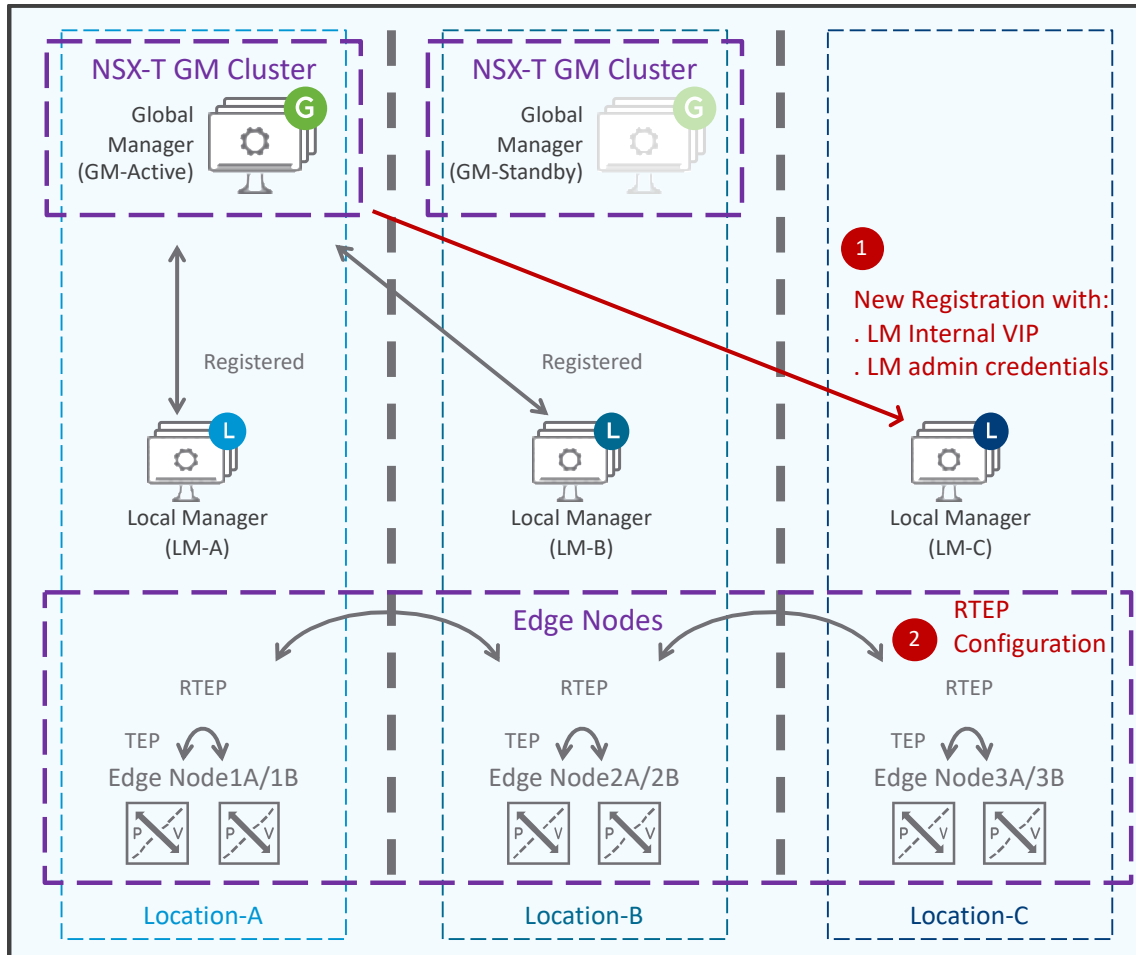 NSX-T GM Cluster
Global
Manager
(GM-Active)
G
NSX-T GM Cluster
Global
Manager
(GM-Standby)
G
1
New Registration with:
. LM Internal VIP
. LM admin credentials
Registered
Registered
L
Local Manager
(LM-A)
L
Local Manager
(LM-B)
L
Local Manager
(LM-C)
Edge Nodes
2
RTEP
Configuration
RTEP
TEP
Edge Node1A/1B
P V
P V
RTEP
TEP
Edge Node2A/2B
P V
P V
RTEP
TEP
Edge Node3A/3B
P V
P V
Location-A
Location-B
Location-C